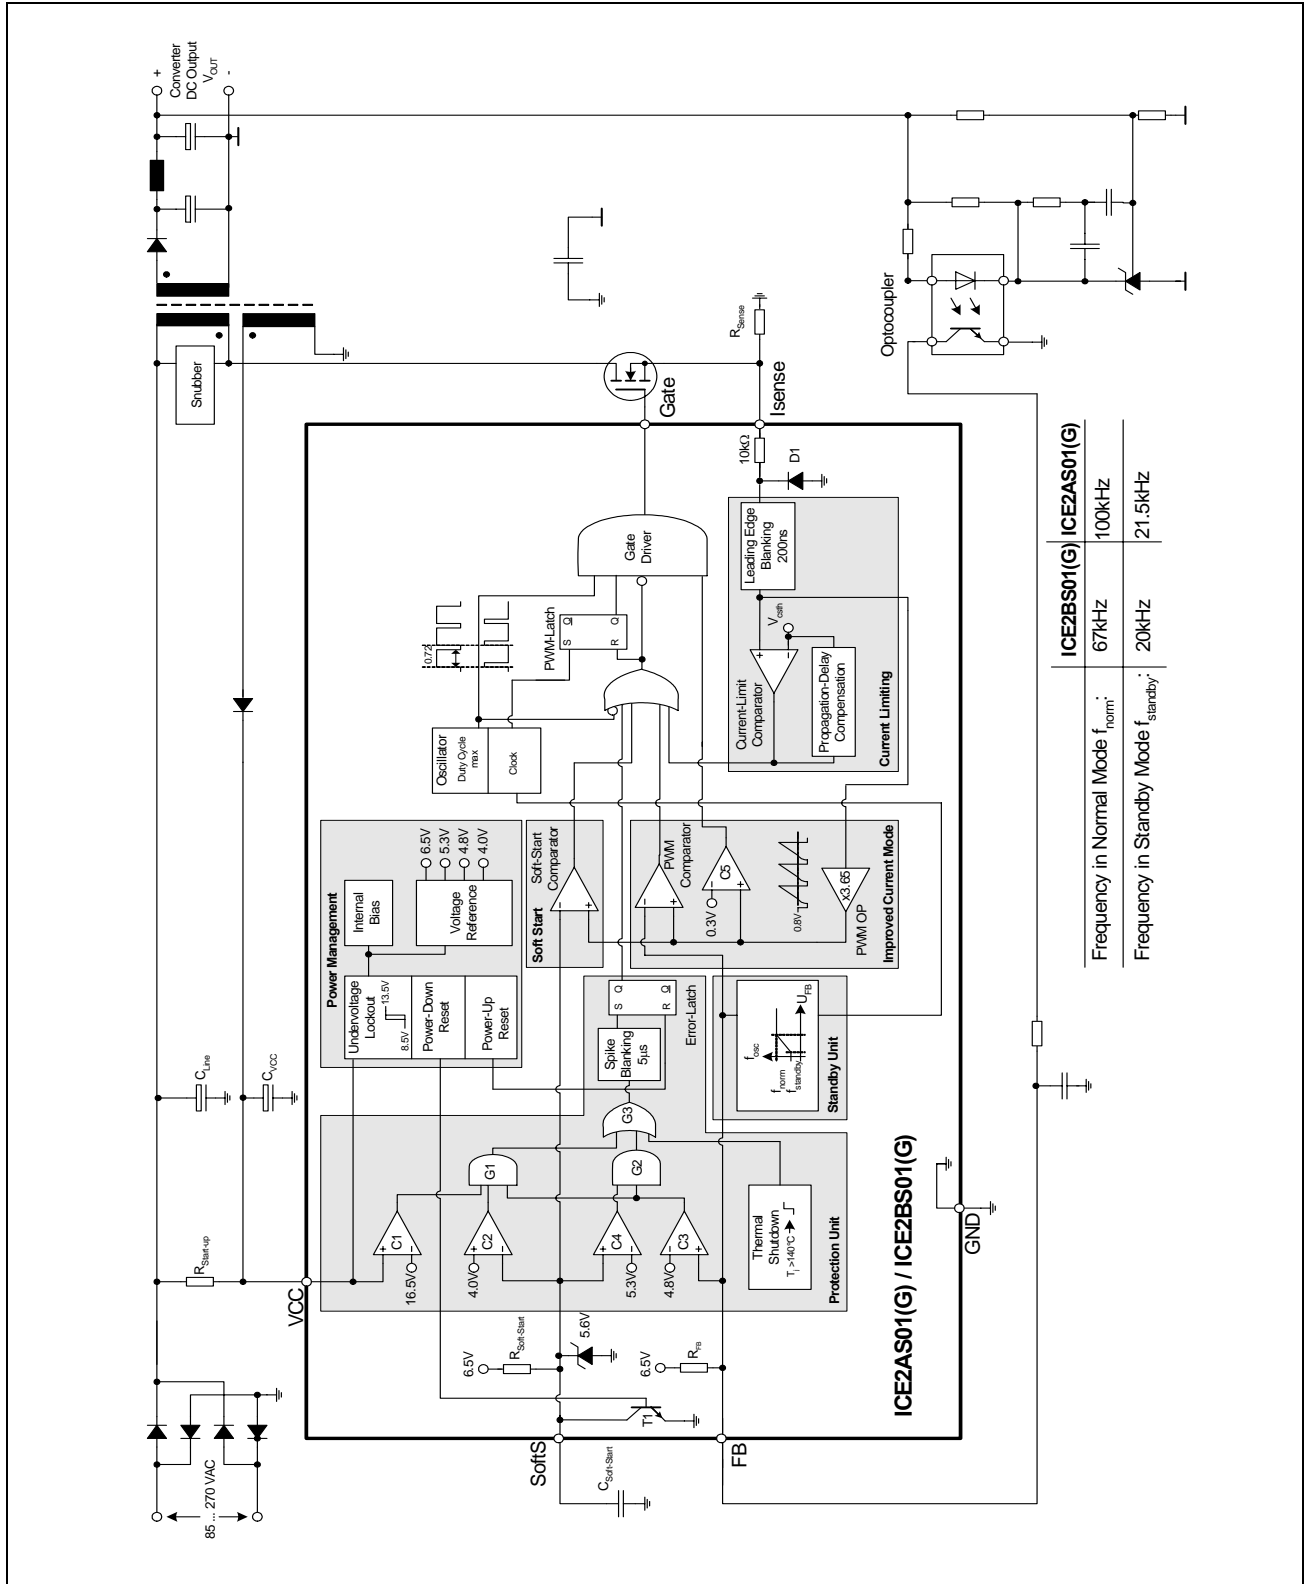 85 ... 270 VAC
R_Start-up
C_Line
C_VCC
Snubber
+
Converter
DC Output
V_OUT
-
VCC
Power Management
Undervoltage
Lockout
13.5V
8.5V
Power-Down
Reset
Power-Up
Reset
Internal
Bias
Voltage
Reference
6.5V
5.3V
4.8V
4.0V
Oscillator
Duty Cycle
max
Clock
0.72
PWM-Latch
S
R
Q
Q
Gate
Driver
Gate
Soft Start
Soft-Start
Comparator
C1
16.5V
C2
4.0V
C4
5.3V
C3
4.8V
G1
G2
G3
Spike
Blanking
5µs
S
R
Q
Q
Error-Latch
Thermal
Shutdown
Tj >140°C
Protection Unit
6.5V
R_Soft-Start
5.6V
6.5V
R_FB
T1
SoftS
C_Soft-Start
FB
PWM
Comparator
C5
0.3V
0.8V
x3.65
PWM OP
Improved Current Mode
f_osc
f_norm
f_standby
U_FB
Standby Unit
Current-Limit
Comparator
V_csth
Leading Edge
Blanking
200ns
Propagation-Delay
Compensation
Current Limiting
10kΩ
D1
Isense
R_Sense
GND
Optocoupler
ICE2AS01(G) / ICE2BS01(G)
ICE2BS01(G) ICE2AS01(G)
Frequency in Normal Mode f_norm: 67kHz 100kHz
Frequency in Standby Mode f_standby: 20kHz 21.5kHz